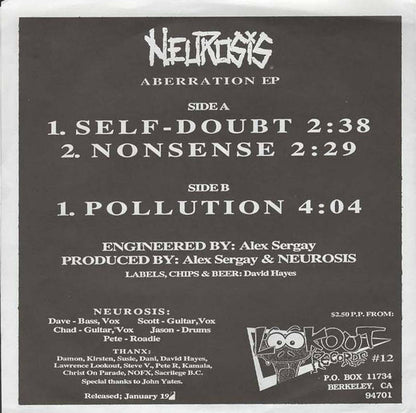 NEUROSIS
ABERRATION EP
SIDE A
1. SELF-DOUBT 2:38
2. NONSENSE 2:29
SIDE B
1. POLLUTION 4:04
ENGINEERED BY: Alex Sergay
PRODUCED BY: Alex Sergay & NEUROSIS
LABELS, CHIPS & BEER: David Hayes
NEUROSIS:
Dave - Bass, Vox Scott - Guitar, Vox
Chad - Guitar, Vox Jason - Drums
Pete - Roadie
THANX:
Damon, Kirsten, Susie, Dani, David Hayes,
Lawrence Lookout, Steve V., Pete R, Kamala,
Christ On Parade, NOFX, Sacrilege B.C.
Special thanks to John Yates.
Released; January 19
$2.50 P.P. FROM:
LOOKOUT
RECORDS #12
P.O. BOX 11734
BERKELEY, CA
94701